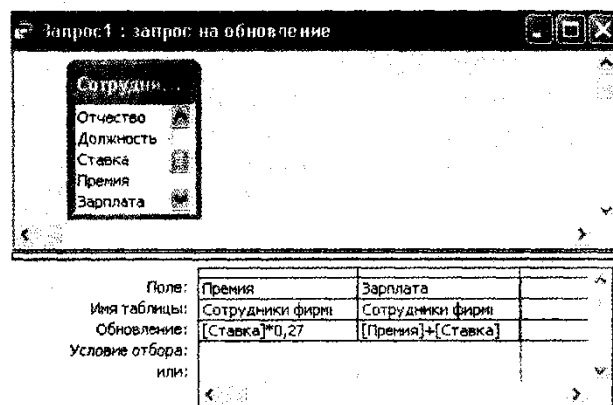 Запрос1 : запрос на обновление
Сотрудни...
Отчество
Должность
Ставка
Премия
Зарплата
Поле: Премия Зарплата
Имя таблицы: Сотрудники фирмы Сотрудники фирмы
Обновление: [Ставка]*0,27 [Премия]+[Ставка]
Условие отбора:
или: